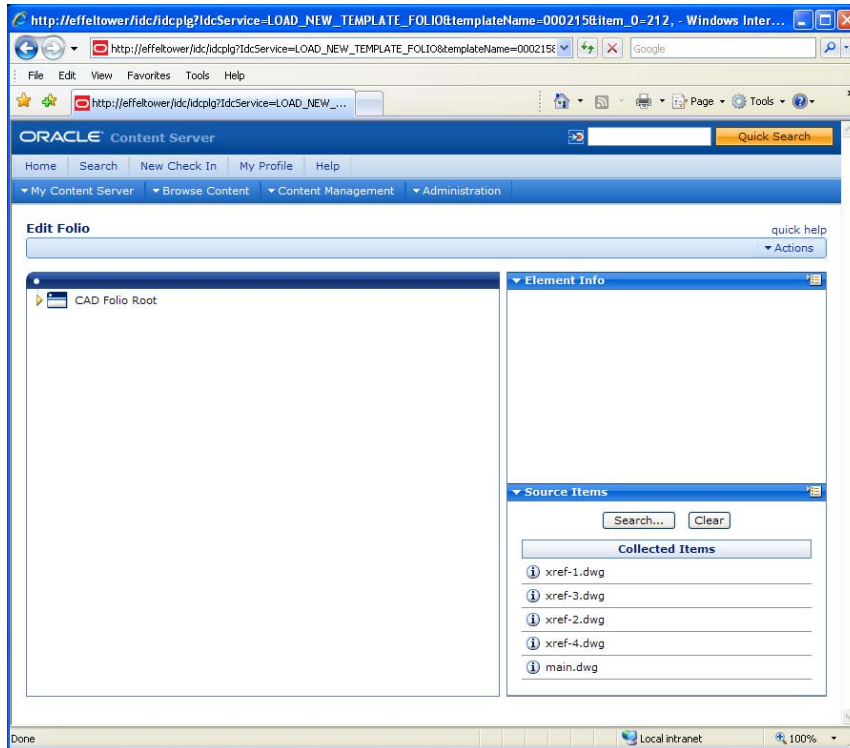 http://effeltower/idc/idcplg?IdcService=LOAD_NEW_TEMPLATE_FOLIO&templateName=000215&item_0=212, - Windows Inter...
http://effeltower/idc/idcplg?IdcService=LOAD_NEW_TEMPLATE_FOLIO&templateName=000215&
Google
File Edit View Favorites Tools Help
http://effeltower/idc/idcplg?IdcService=LOAD_NEW_...
Page Tools
ORACLE Content Server
Quick Search
Home Search New Check In My Profile Help
My Content Server Browse Content Content Management Administration
Edit Folio
quick help
Actions
CAD Folio Root
Element Info
Source Items
Search... Clear
Collected Items
xref-1.dwg
xref-3.dwg
xref-2.dwg
xref-4.dwg
main.dwg
Done
Local intranet
100%